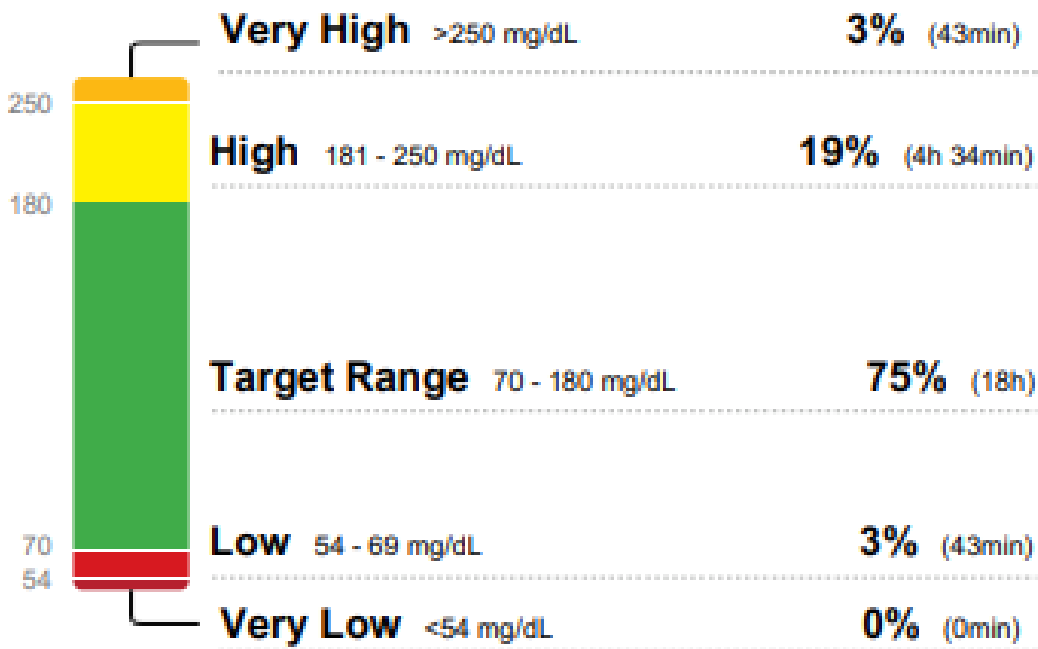 Very High >250 mg/dL 3% (43min)
250
High 181 - 250 mg/dL 19% (4h 34min)
180
Target Range 70 - 180 mg/dL 75% (18h)
70 Low 54 - 69 mg/dL 3% (43min)
54
Very Low <54 mg/dL 0% (0min)